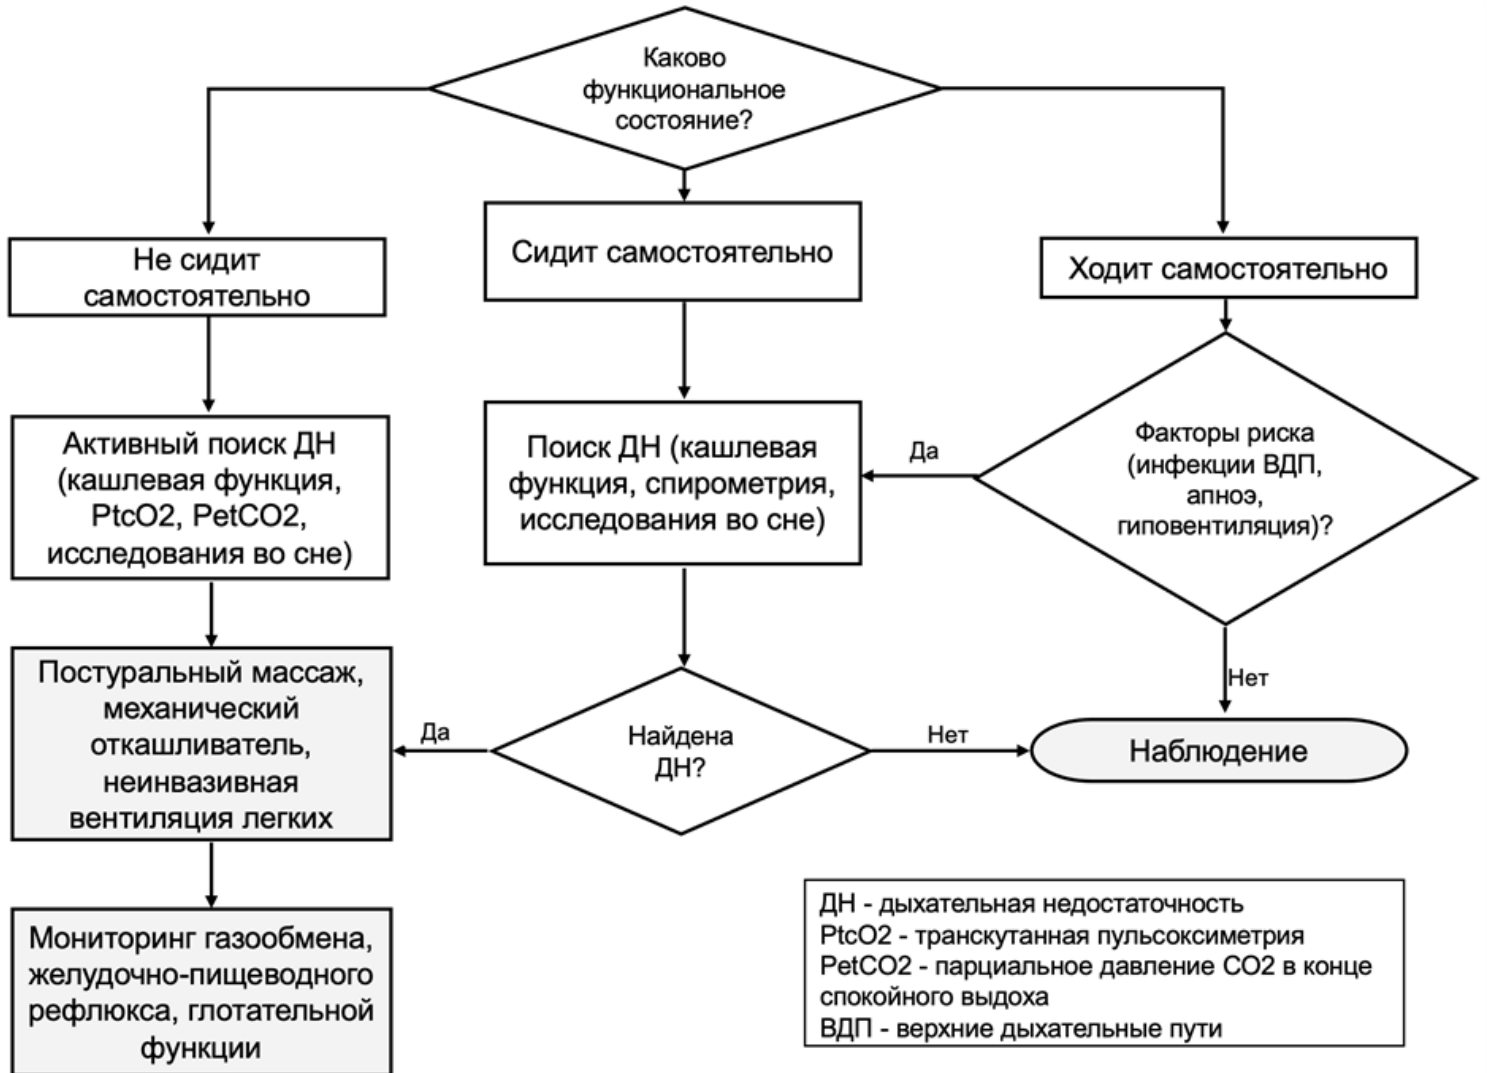 Каково
функциональное
состояние?
Не сидит
самостоятельно
Сидит самостоятельно
Ходит самостоятельно
Активный поиск ДН
(кашлевая функция,
PtcO2, PetCO2,
исследования во сне)
Поиск ДН (кашлевая
функция, спирометрия,
исследования во сне)
Да
Факторы риска
(инфекции ВДП,
апноэ,
гиповентиляция)?
Нет
Постуральный массаж,
механический
откашливатель,
неинвазивная
вентиляция легких
Да
Найдена
ДН?
Нет
Наблюдение
Мониторинг газообмена,
желудочно-пищеводного
рефлюкса, глотательной
функции
ДН - дыхательная недостаточность
PtcO2 - транскутанная пульсоксиметрия
PetCO2 - парциальное давление СО2 в конце
спокойного выдоха
ВДП - верхние дыхательные пути